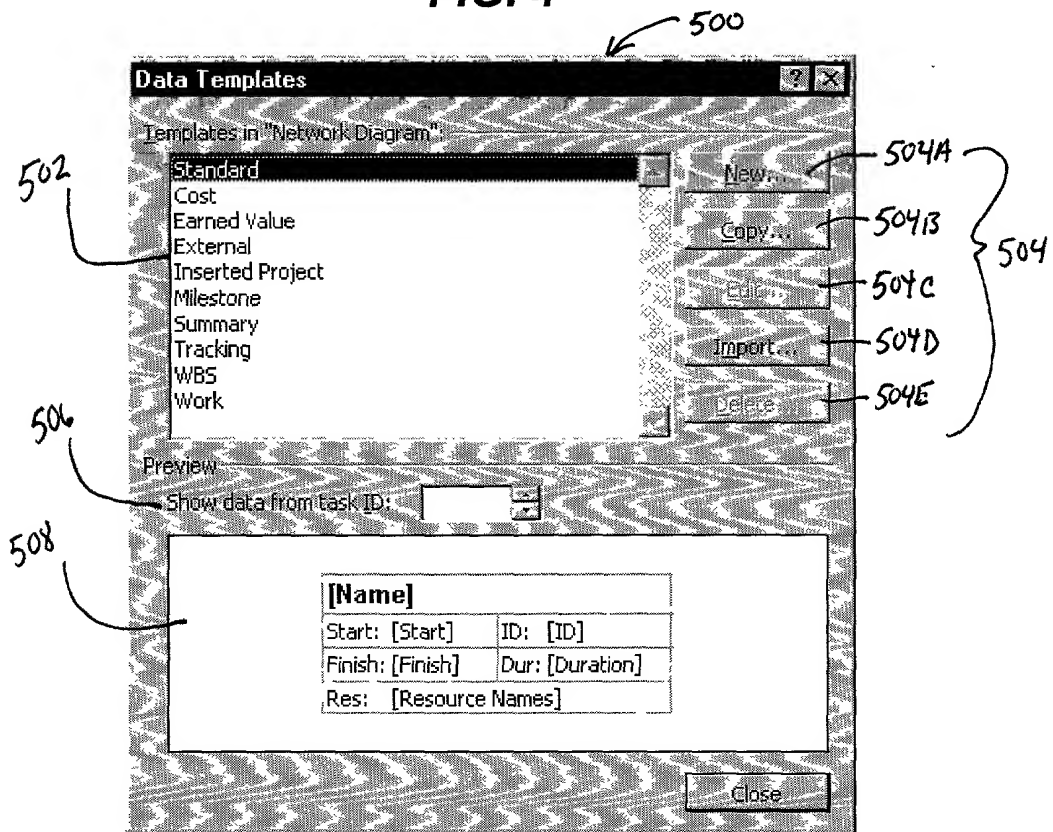 500
Data Templates
? X
Templates in "Network Diagram":
502
Standard
Cost
Earned Value
External
Inserted Project
Milestone
Summary
Tracking
WBS
Work
New...
Copy...
Edit...
Import...
Delete...
504A
504B
504C
504D
504E
504
Preview
506
Show data from task ID:
508
[Name]
Start: [Start] ID: [ID]
Finish: [Finish] Dur: [Duration]
Res: [Resource Names]
Close